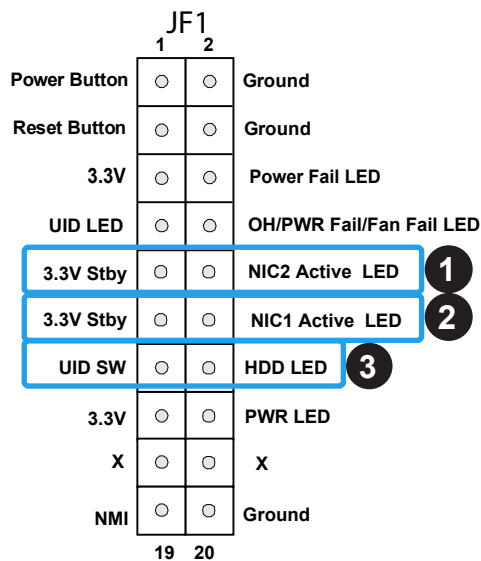 JF1
1 2
Power Button Ground
Reset Button Ground
3.3V Power Fail LED
UID LED OH/PWR Fail/Fan Fail LED
3.3V Stby NIC2 Active LED 1
3.3V Stby NIC1 Active LED 2
UID SW HDD LED 3
3.3V PWR LED
X X
NMI Ground
19 20